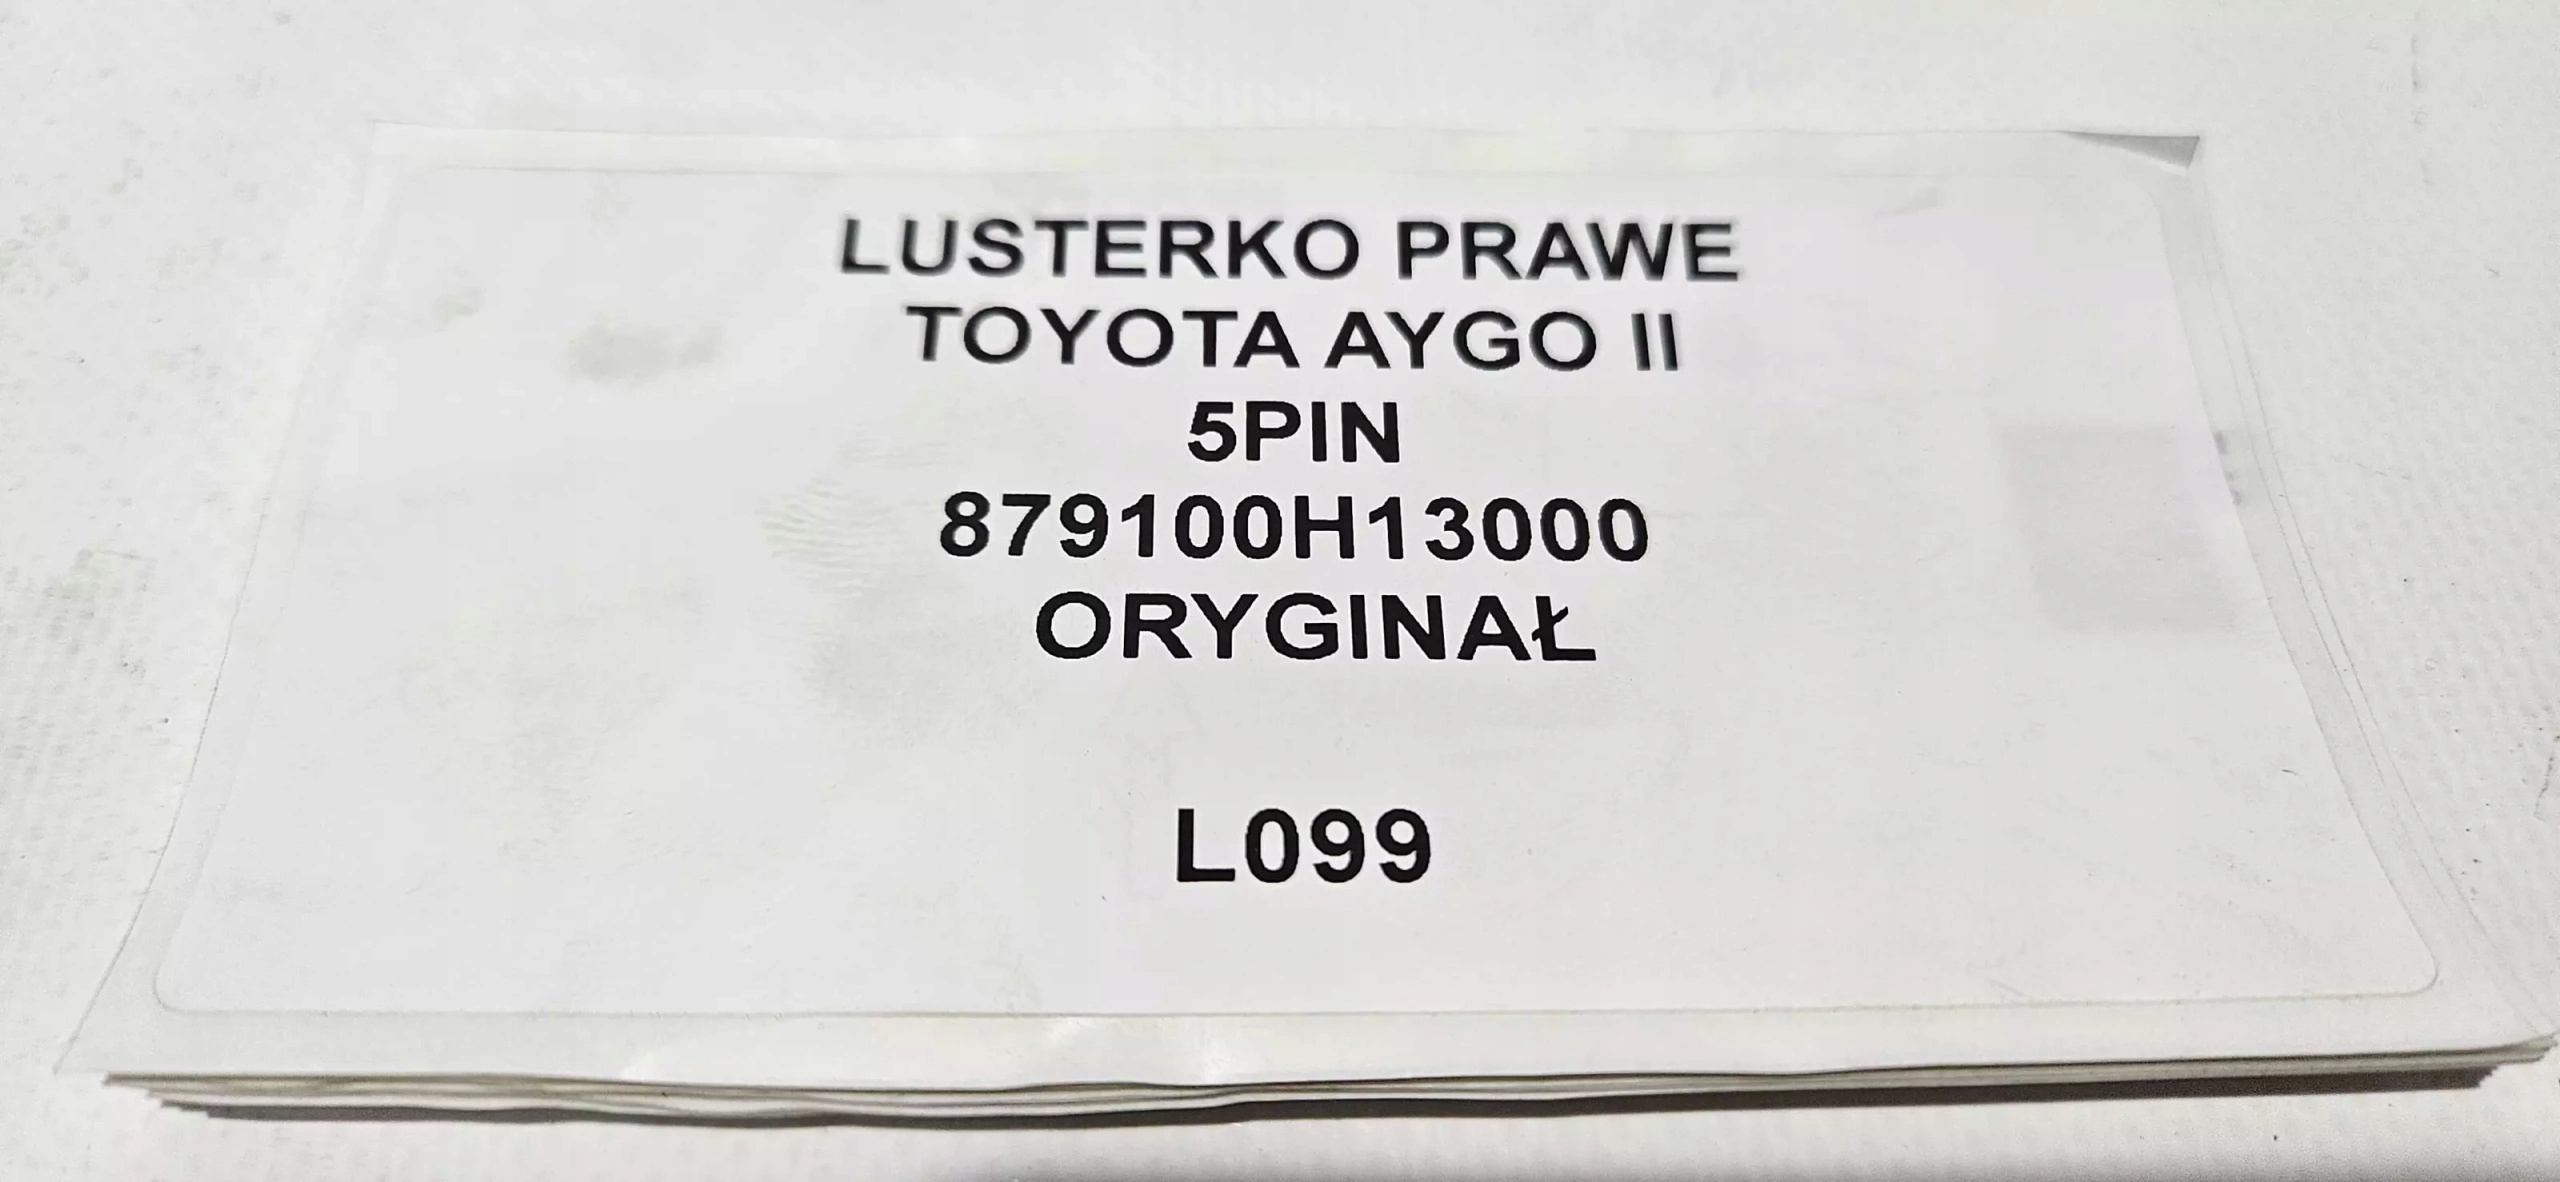 LUSTERKO PRAWE
TOYOTA AYGO II
5PIN
879100H13000
ORYGINAŁ
L099